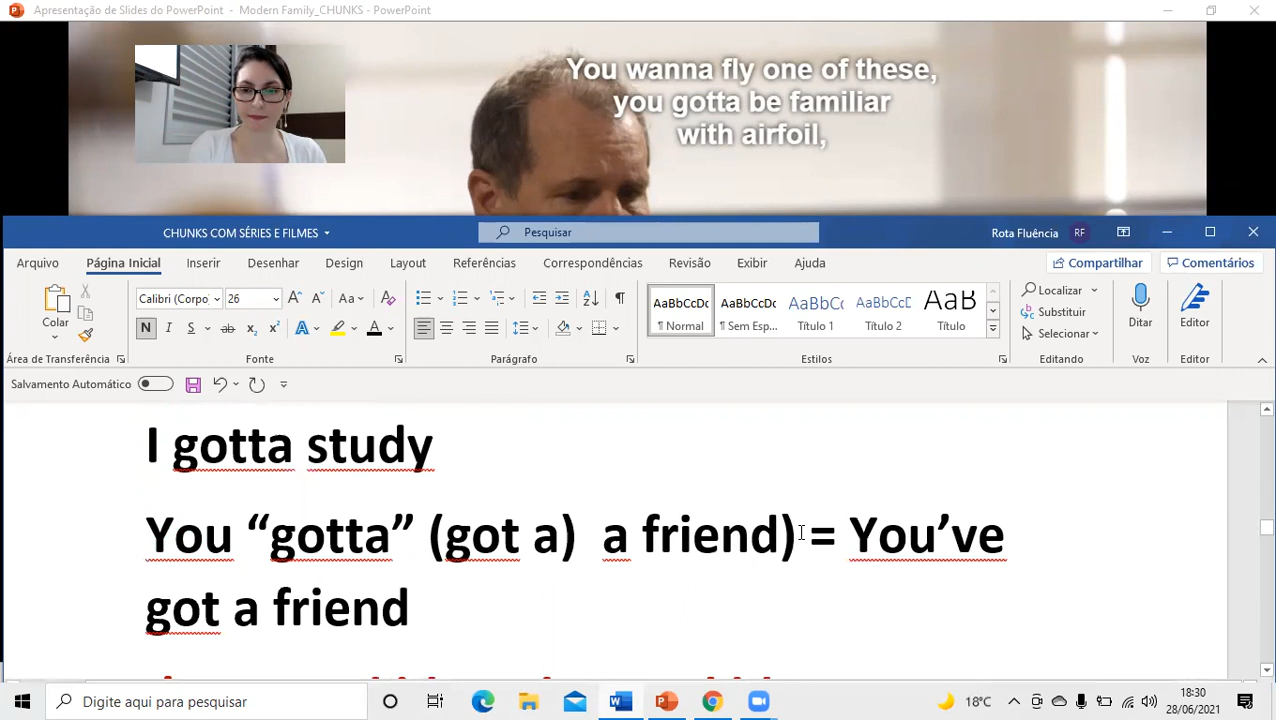 Apresentação de Slides do PowerPoint - Modern Family_CHUNKS - PowerPoint
You wanna fly one of these,
you gotta be familiar
with airfoil,
CHUNKS COM SÉRIES E FILMES
Pesquisar
Rota Fluência RF
Arquivo Página Inicial Inserir Desenhar Design Layout Referências Correspondências Revisão Exibir Ajuda Compartilhar Comentários
Colar
Calibri (Corpo) 26
AaBbCcDc AaBbCcDc AaBbCc AaBbCcD AaB
¶ Normal ¶ Sem Esp... Título 1 Título 2 Título
Localizar
Substituir
Selecionar
Ditar
Editor
Área de Transferência Fonte Parágrafo Estilos Editando Voz Editor
Salvamento Automático
I gotta study
You “gotta” (got a) a friend) = You’ve
got a friend
Digite aqui para pesquisar
18°C
18:30
28/06/2021